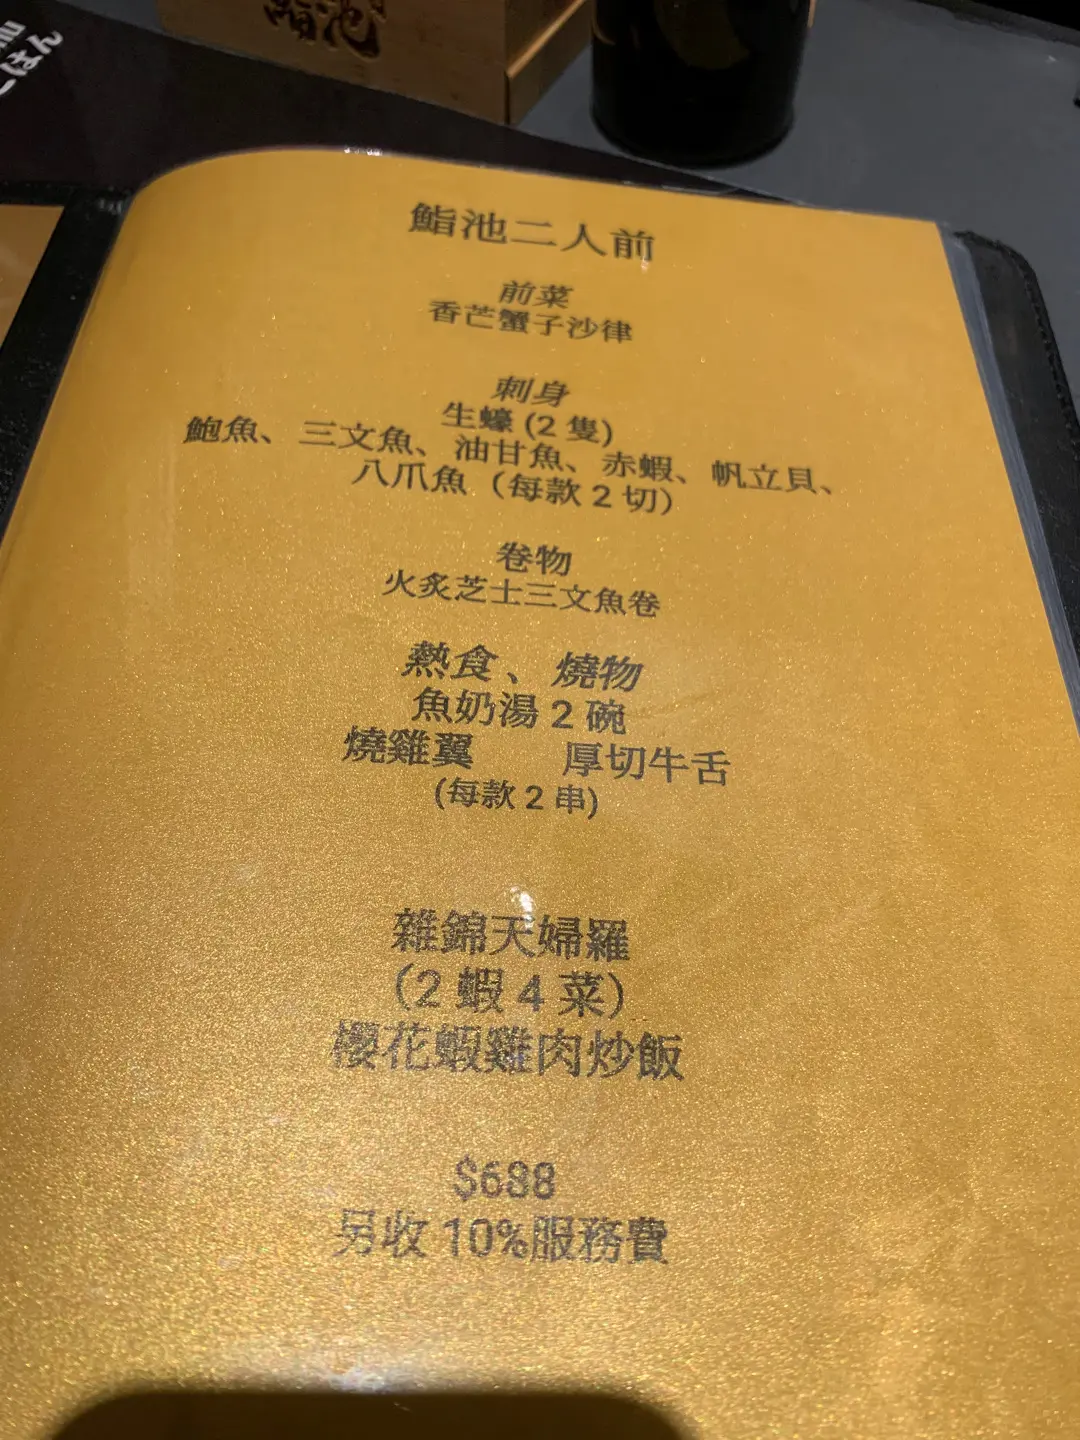 鮨池
鮨池二人前
前菜
香芒蟹子沙律
刺身
生蠔 (2 隻)
鮑魚、三文魚、油甘魚、赤蝦、帆立貝、
八爪魚（每款 2 切）
卷物
火炙芝士三文魚卷
熱食、燒物
魚奶湯 2 碗
燒雞翼 厚切牛舌
(每款 2 串)
雜錦天婦羅
（2 蝦 4 菜）
櫻花蝦雞肉炒飯
$688
另收 10%服務費